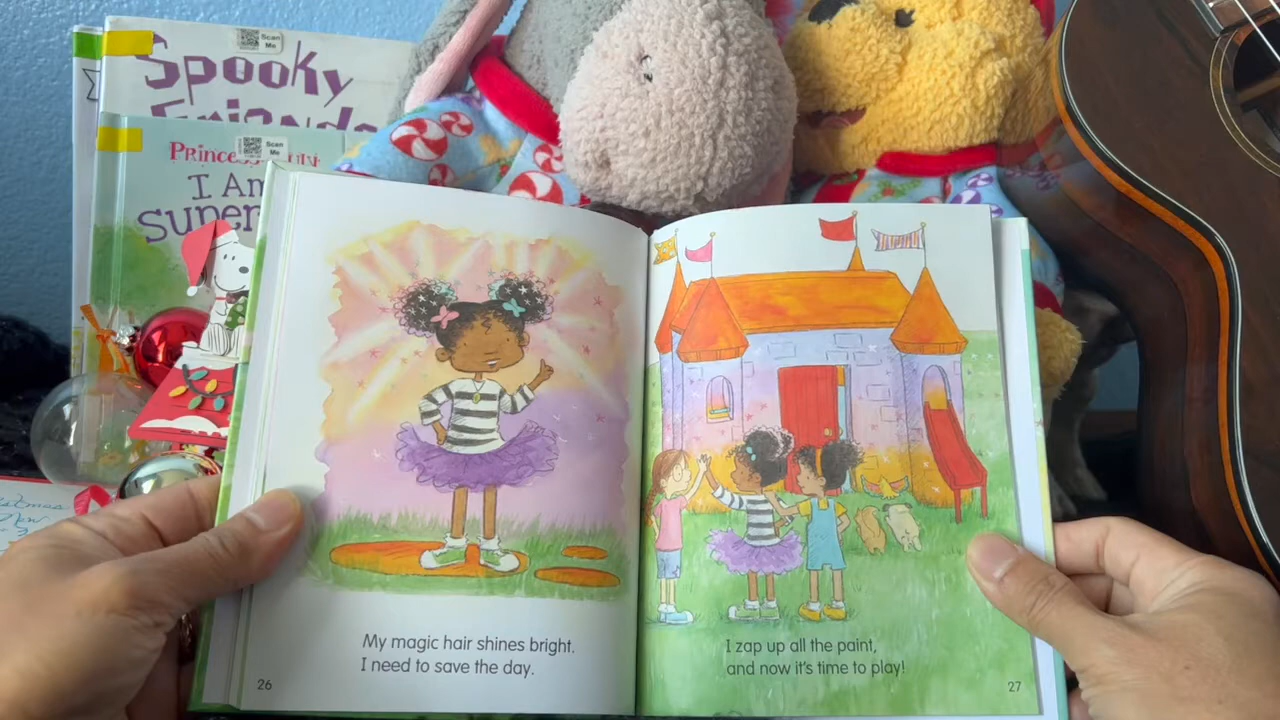 Scan
Me
Spooky
Scan
Me
I Am
Super
My magic hair shines bright.
I need to save the day.
26
I zap up all the paint,
and now it's time to play!
27